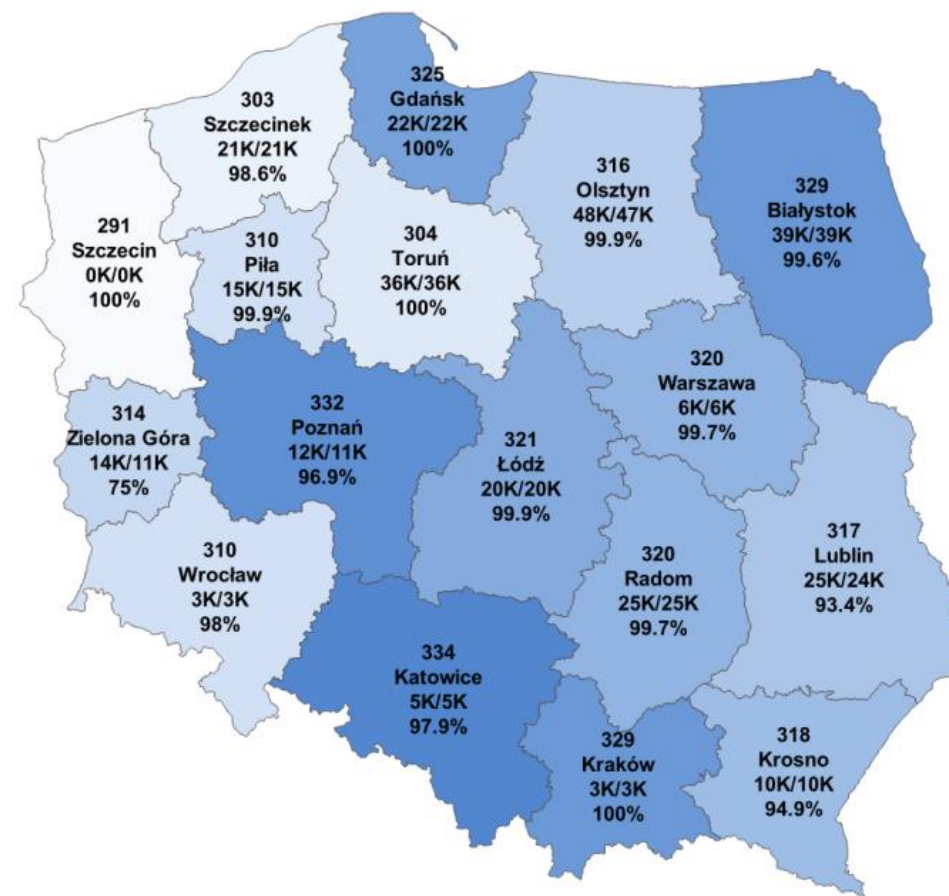 325
Gdańsk
22K/22K
100%
303
Szczecinek
21K/21K
98.6%
316
Olsztyn
48K/47K
99.9%
329
Białystok
39K/39K
99.6%
291
Szczecin
0K/0K
100%
310
Piła
15K/15K
99.9%
304
Toruń
36K/36K
100%
320
Warszawa
6K/6K
99.7%
314
Zielona Góra
14K/11K
75%
332
Poznań
12K/11K
96.9%
321
Łódź
20K/20K
99.9%
317
Lublin
25K/24K
93.4%
310
Wrocław
3K/3K
98%
320
Radom
25K/25K
99.7%
334
Katowice
5K/5K
97.9%
329
Kraków
3K/3K
100%
318
Krosno
10K/10K
94.9%